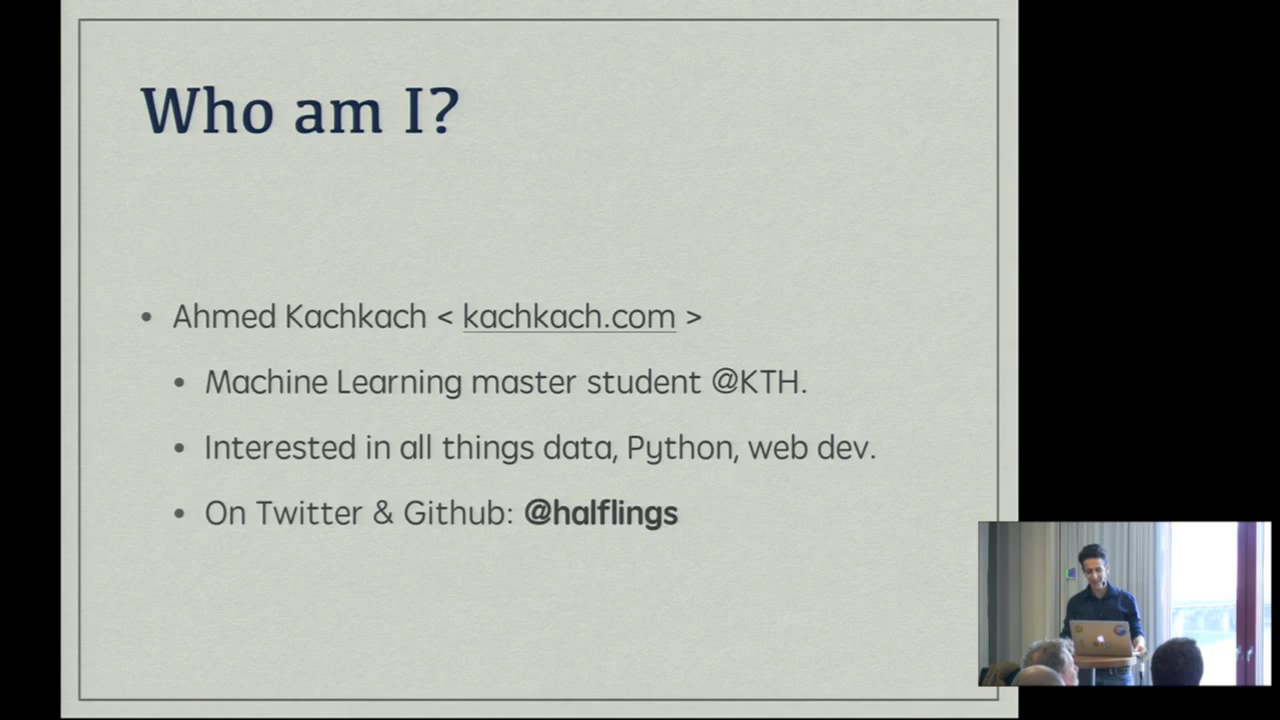 Who am I?
• Ahmed Kachkach < kachkach.com >
• Machine Learning master student @KTH.
• Interested in all things data, Python, web dev.
• On Twitter & Github: @halflings